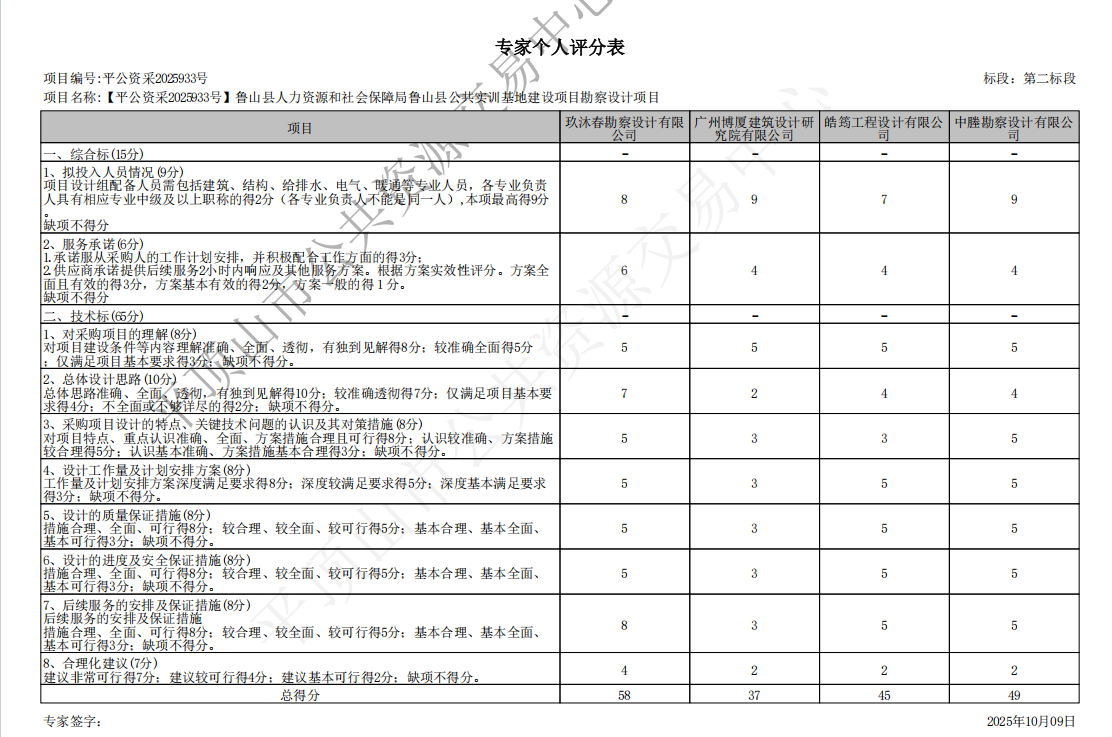 专家个人评分表
项目编号:平公资采2025933号
标段：第二标段
项目名称:【平公资采2025933号】鲁山县人力资源和社会保障局鲁山县公共实训基地建设项目勘察设计项目
项目
玖沐春勘察设计有限公司
广州博厦建筑设计研究院有限公司
皓筠工程设计有限公司
中塍勘察设计有限公司
一、综合标(15分)
- - - -
1、拟投入人员情况(9分)
项目设计组配备人员需包括建筑、结构、给排水、电气、暖通等专业人员，各专业负责
人具有相应专业中级及以上职称的得2分（各专业负责人不能是同一人）,本项最高得9分
。
缺项不得分
8 9 7 9
2、服务承诺(6分)
1.承诺服从采购人的工作计划安排，并积极配合工作方面的得3分;
2.供应商承诺提供后续服务2小时内响应及其他服务方案。根据方案实效性评分。方案全
面且有效的得3分，方案基本有效的得2分，方案一般的得１分。
缺项不得分
6 4 4 4
二、技术标(65分)
- - - -
1、对采购项目的理解(8分)
对项目建设条件等内容理解准确、全面、透彻，有独到见解得8分；较准确全面得5分
；仅满足项目基本要求得3分；缺项不得分。
5 5 5 5
2、总体设计思路(10分)
总体思路准确、全面、透彻，有独到见解得10分；较准确透彻得7分；仅满足项目基本要
求得4分；不全面或不够详尽的得2分；缺项不得分。
7 2 4 4
3、采购项目设计的特点、关键技术问题的认识及其对策措施(8分)
对项目特点、重点认识准确、全面、方案措施合理且可行得8分；认识较准确、方案措施
较合理得5分；认识基本准确、方案措施基本合理得3分；缺项不得分。
5 3 3 5
4、设计工作量及计划安排方案(8分)
工作量及计划安排方案深度满足要求得8分；深度较满足要求得5分；深度基本满足要求
得3分；缺项不得分。
5 3 5 5
5、设计的质量保证措施(8分)
措施合理、全面、可行得8分；较合理、较全面、较可行得5分；基本合理、基本全面、
基本可行得3分；缺项不得分。
5 3 5 5
6、设计的进度及安全保证措施(8分)
措施合理、全面、可行得8分；较合理、较全面、较可行得5分；基本合理、基本全面、
基本可行得3分；缺项不得分。
5 3 5 5
7、后续服务的安排及保证措施(8分)
后续服务的安排及保证措施
措施合理、全面、可行得8分；较合理、较全面、较可行得5分；基本合理、基本全面、
基本可行得3分；缺项不得分。
8 3 5 5
8、合理化建议(7分)
建议非常可行得7分；建议较可行得4分；建议基本可行得2分；缺项不得分。
4 2 2 2
总得分
58 37 45 49
专家签字:
2025年10月09日
平顶山市公共资源交易中心
平顶山市公共资源交易中心